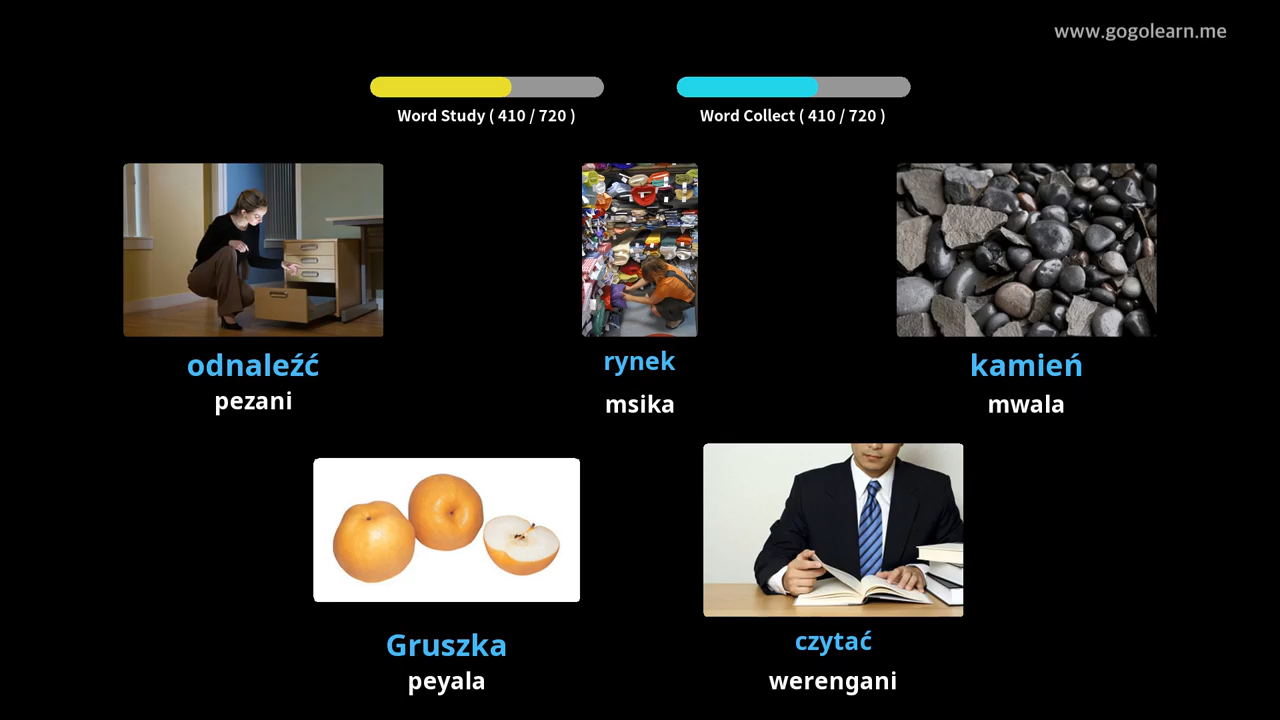 www.gogolearn.me
Word Study ( 410 / 720 )
Word Collect ( 410 / 720 )
odnaleźć
pezani
rynek
msika
kamień
mwala
Gruszka
peyala
czytać
werengani